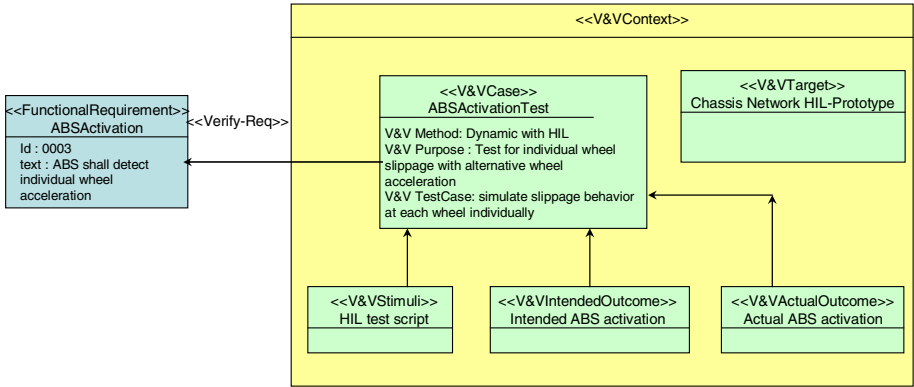 <<V&VContext>>
<<FunctionalRequirement>>
ABSActivation
Id : 0003
text : ABS shall detect
individual wheel
acceleration
<<Verify-Req>>
<<V&VCase>>
ABSActivationTest
V&V Method: Dynamic with HIL
V&V Purpose : Test for individual wheel
slippage with alternative wheel
acceleration
V&V TestCase: simulate slippage behavior
at each wheel individually
<<V&VTarget>>
Chassis Network HIL-Prototype
<<V&VStimuli>>
HIL test script
<<V&VIntendedOutcome>>
Intended ABS activation
<<V&VActualOutcome>>
Actual ABS activation